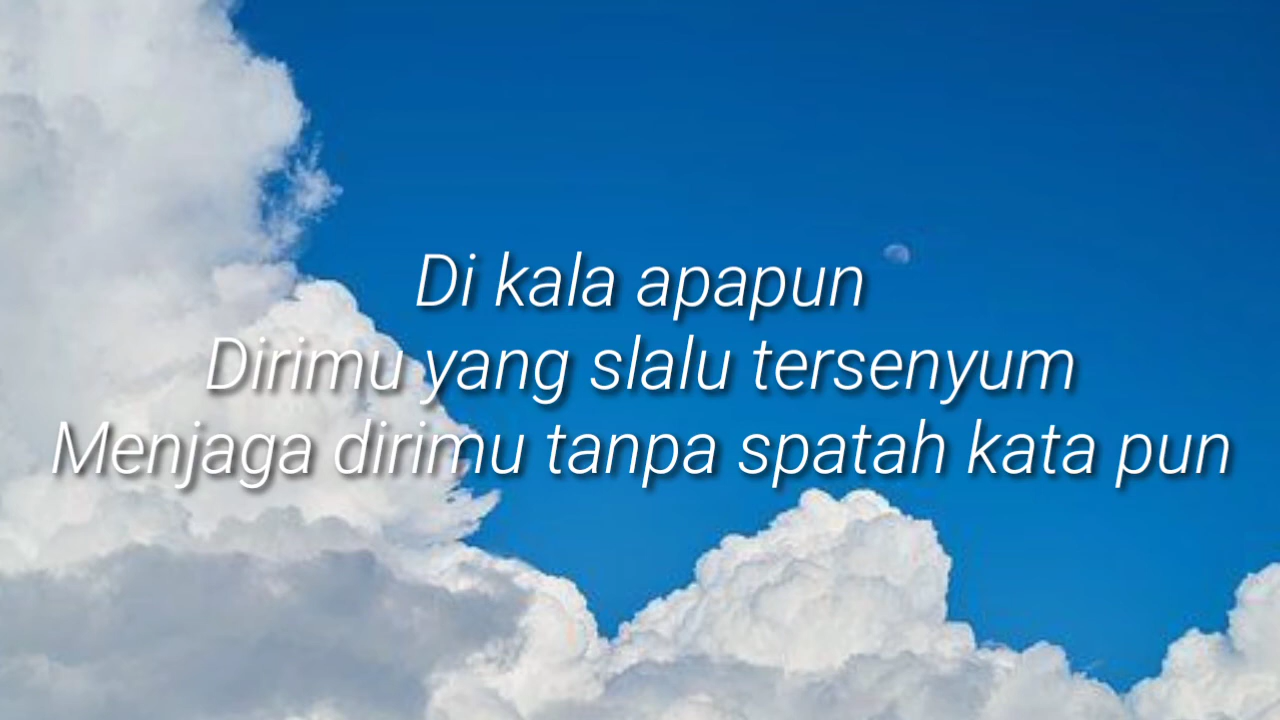 Di kala apapun
Dirimu yang slalu tersenyum
Menjaga dirimu tanpa spatah kata pun